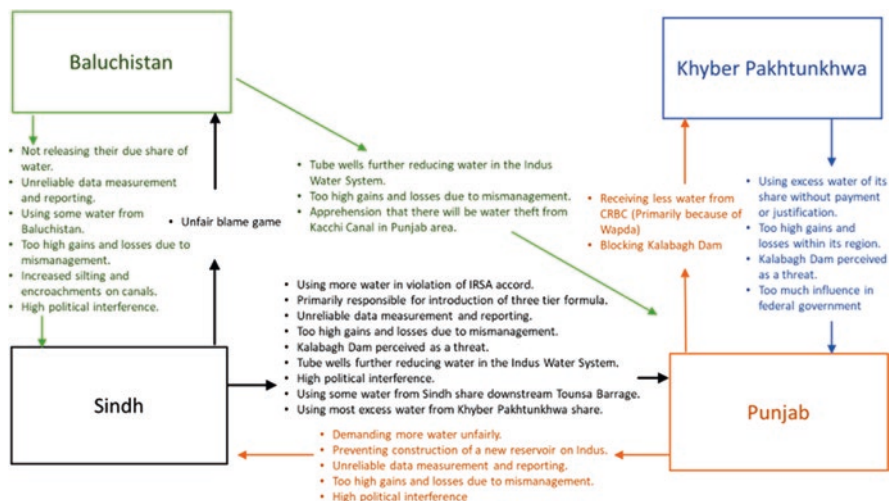 Baluchistan
Khyber Pakhtunkhwa
• Not releasing their due share of
water.
• Unreliable data measurement
and reporting.
• Using some water from
Baluchistan.
• Too high gains and losses due to
mismanagement.
• Increased silting and
encroachments on canals.
• High political interference.
• Unfair blame game
• Tube wells further reducing water in the Indus
Water System.
• Too high gains and losses due to mismanagement.
• Apprehension that there will be water theft from
Kacchi Canal in Punjab area.
• Receiving less water from
CRBC (Primarily because of
Wapda)
• Blocking Kalabagh Dam
• Using excess water of its
share without payment
or justification.
• Too high gains and
losses within its region.
• Kalabagh Dam perceived
as a threat.
• Too much influence in
federal government
• Using more water in violation of IRSA accord.
• Primarily responsible for introduction of three tier formula.
• Unreliable data measurement and reporting.
• Too high gains and losses due to mismanagement.
• Kalabagh Dam perceived as a threat.
• Tube wells further reducing water in the Indus Water System.
• High political interference.
• Using some water from Sindh share downstream Tounsa Barrage.
• Using most excess water from Khyber Pakhtunkhwa share.
Sindh
Punjab
• Demanding more water unfairly.
• Preventing construction of a new reservoir on Indus.
• Unreliable data measurement and reporting.
• Too high gains and losses due to mismanagement.
• High political interference